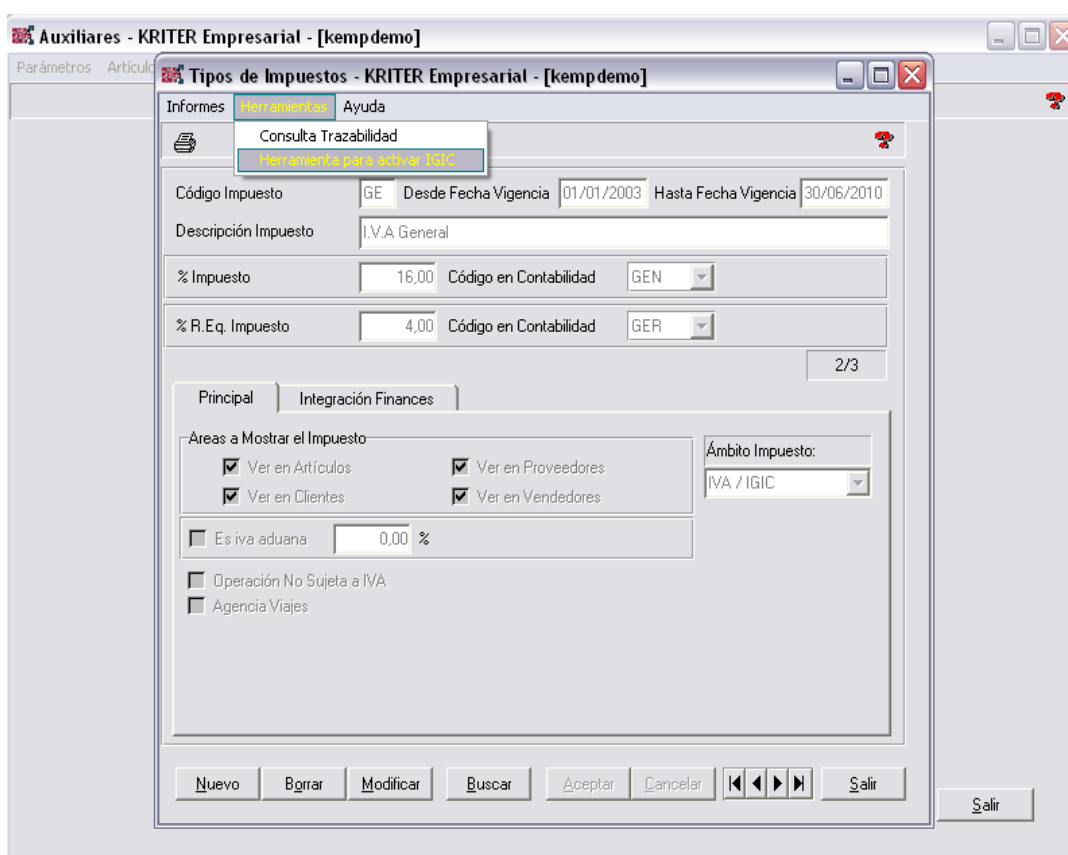 Auxiliares - KRITER Empresarial - [kempdemo]
Parámetros Artículo
Tipos de Impuestos - KRITER Empresarial - [kempdemo]
Informes Herramientas Ayuda
Consulta Trazabilidad
Herramienta para activar IGIC
Código Impuesto GE Desde Fecha Vigencia 01/01/2003 Hasta Fecha Vigencia 30/06/2010
Descripción Impuesto I.V.A General
% Impuesto 16,00 Código en Contabilidad GEN
% R.Eq. Impuesto 4,00 Código en Contabilidad GER
2/3
Principal Integración Finances
Areas a Mostrar el Impuesto
Ámbito Impuesto:
Ver en Artículos Ver en Proveedores
IVA / IGIC
Ver en Clientes Ver en Vendedores
Es iva aduana 0,00 %
Operación No Sujeta a IVA
Agencia Viajes
Nuevo Borrar Modificar Buscar Aceptar Cancelar Salir
Salir